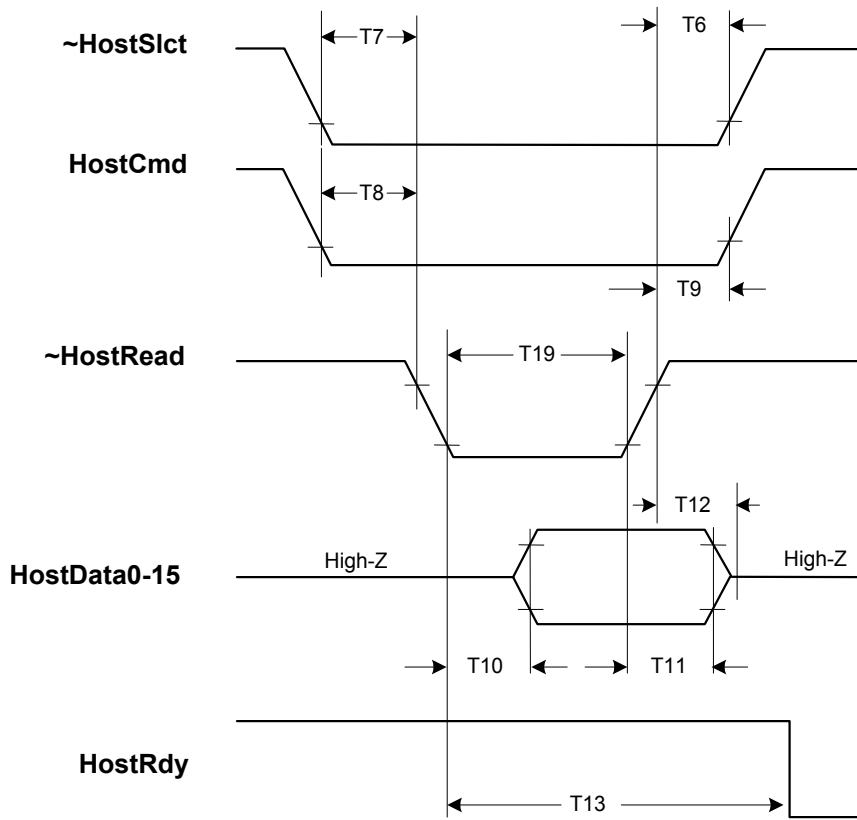 ~HostSlct
T7
T6
HostCmd
T8
T9
~HostRead
T19
T12
HostData0-15
High-Z
High-Z
T10
T11
HostRdy
T13